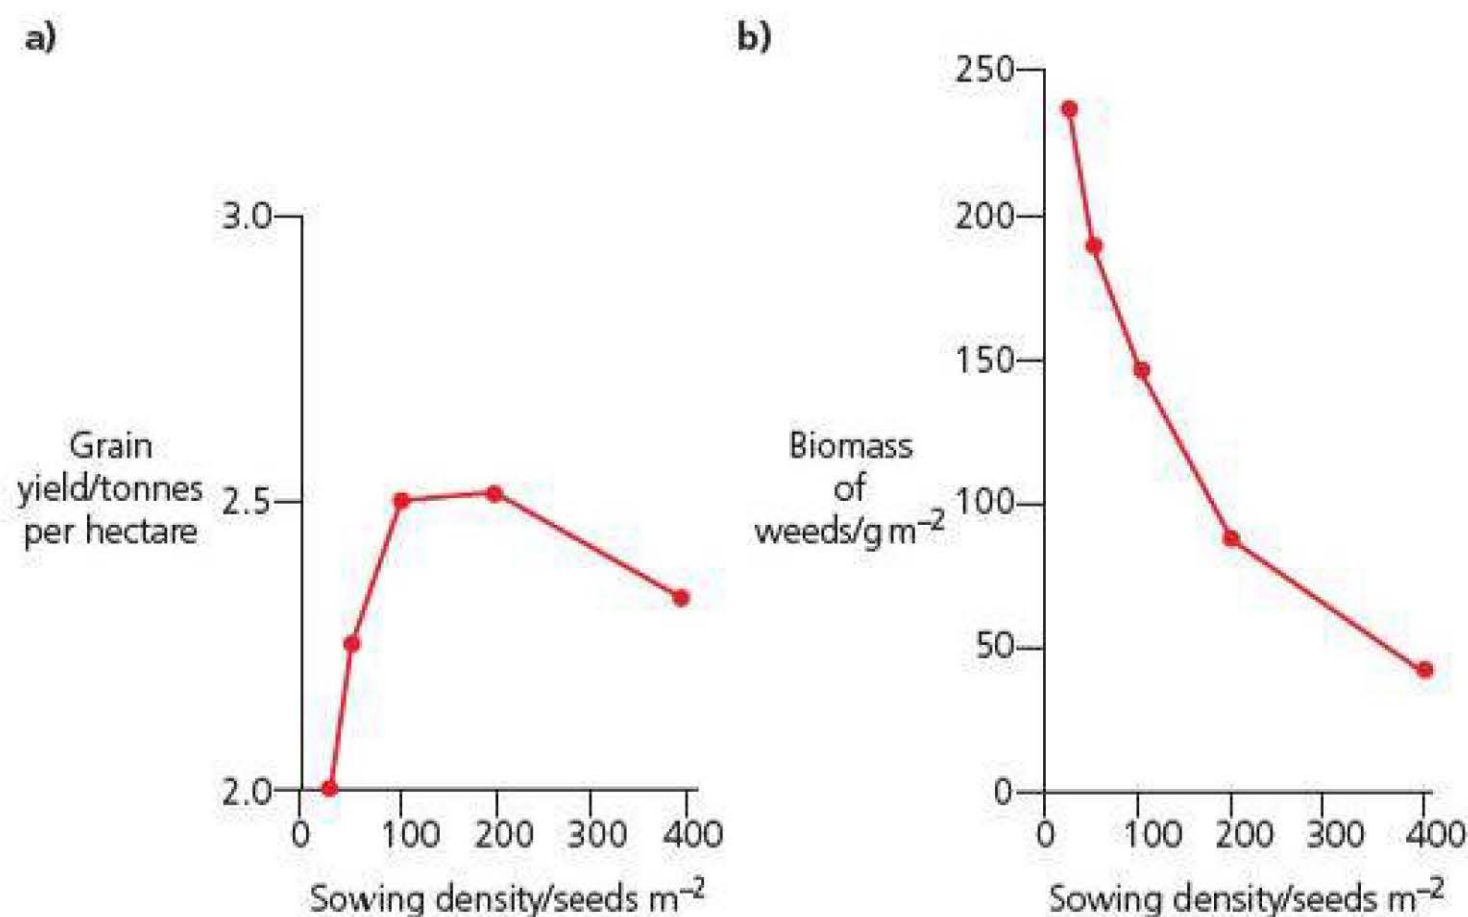 a)
3.0
2.5
2.0
Grain
yield/tonnes
per hectare
0 100 200 300 400
Sowing density/seeds m⁻²
b)
250
200
150
100
50
0
Biomass
of
weeds/g m⁻²
0 100 200 300 400
Sowing density/seeds m⁻²